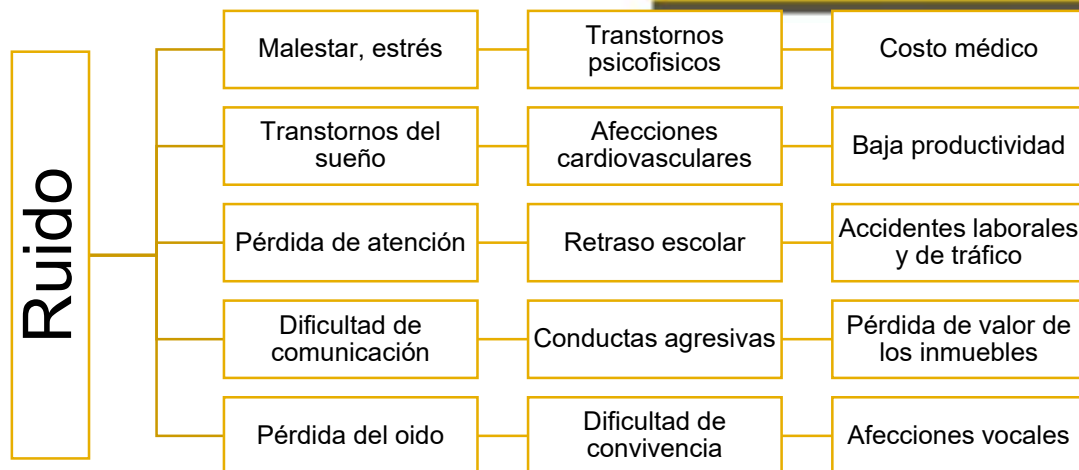 Ruido
Malestar, estrés
Transtornos
psicofisicos
Costo médico
Transtornos del
sueño
Afecciones
cardiovasculares
Baja productividad
Pérdida de atención
Retraso escolar
Accidentes laborales
y de tráfico
Dificultad de
comunicación
Conductas agresivas
Pérdida de valor de
los inmuebles
Pérdida del oido
Dificultad de
convivencia
Afecciones vocales